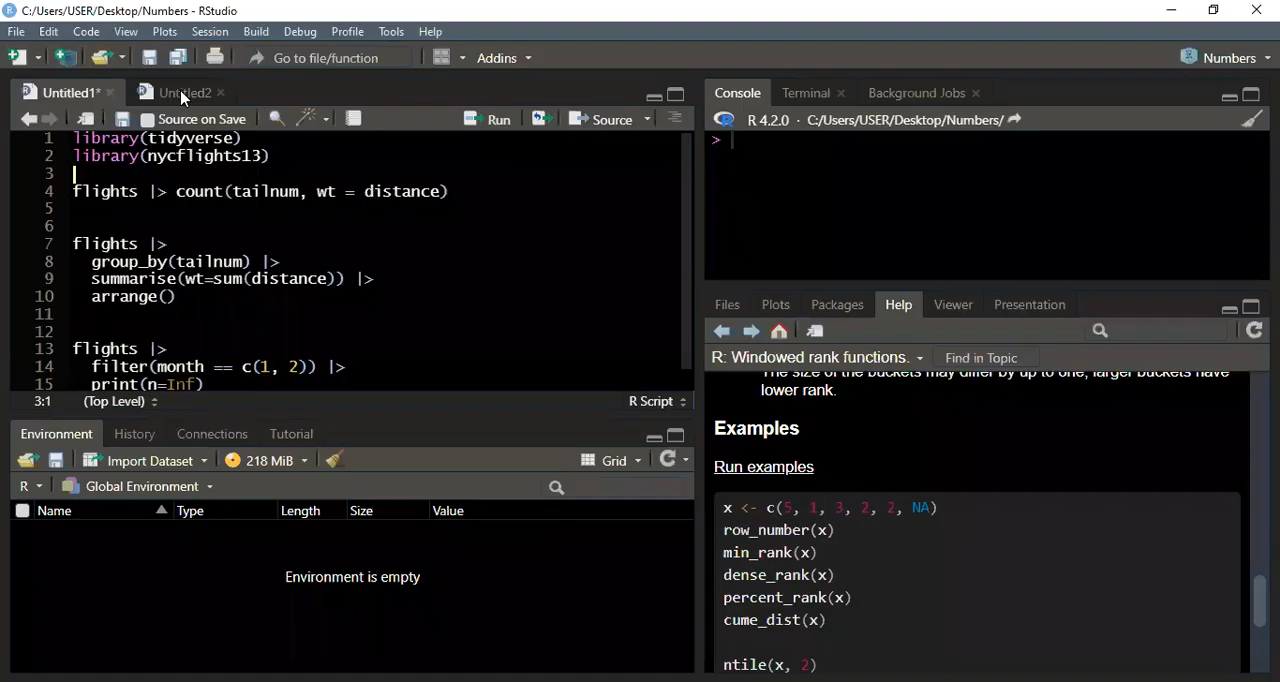 C:/Users/USER/Desktop/Numbers - RStudio
File Edit Code View Plots Session Build Debug Profile Tools Help
Go to file/function Addins Numbers
Untitled1* Untitled2
Source on Save Run Source
1 library(tidyverse)
2 library(nycflights13)
3
4 flights |> count(tailnum, wt = distance)
5
6
7 flights |>
8 group_by(tailnum) |>
9 summarise(wt=sum(distance)) |>
10 arrange()
11
12
13 flights |>
14 filter(month == c(1, 2)) |>
15 print(n=Inf)
3:1 (Top Level) R Script
Environment History Connections Tutorial
Import Dataset 218 MiB Grid
R Global Environment
Name Type Length Size Value
Environment is empty
Console Terminal Background Jobs
R 4.2.0 · C:/Users/USER/Desktop/Numbers/
>
Files Plots Packages Help Viewer Presentation
R: Windowed rank functions. Find in Topic
The size of the buckets may differ by up to one, larger buckets have
lower rank.
Examples
Run examples
x <- c(5, 1, 3, 2, 2, NA)
row_number(x)
min_rank(x)
dense_rank(x)
percent_rank(x)
cume_dist(x)
ntile(x, 2)